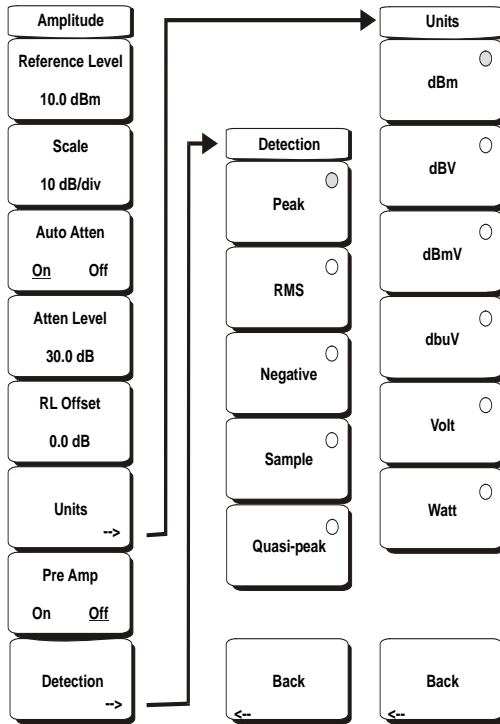 Amplitude
Reference Level
10.0 dBm
Scale
10 dB/div
Auto Atten
On Off
Atten Level
30.0 dB
RL Offset
0.0 dB
Units
-->
Pre Amp
On Off
Detection
-->
Detection
Peak
RMS
Negative
Sample
Quasi-peak
Back
<--
Units
dBm
dBV
dBmV
dbuV
Volt
Watt
Back
<--